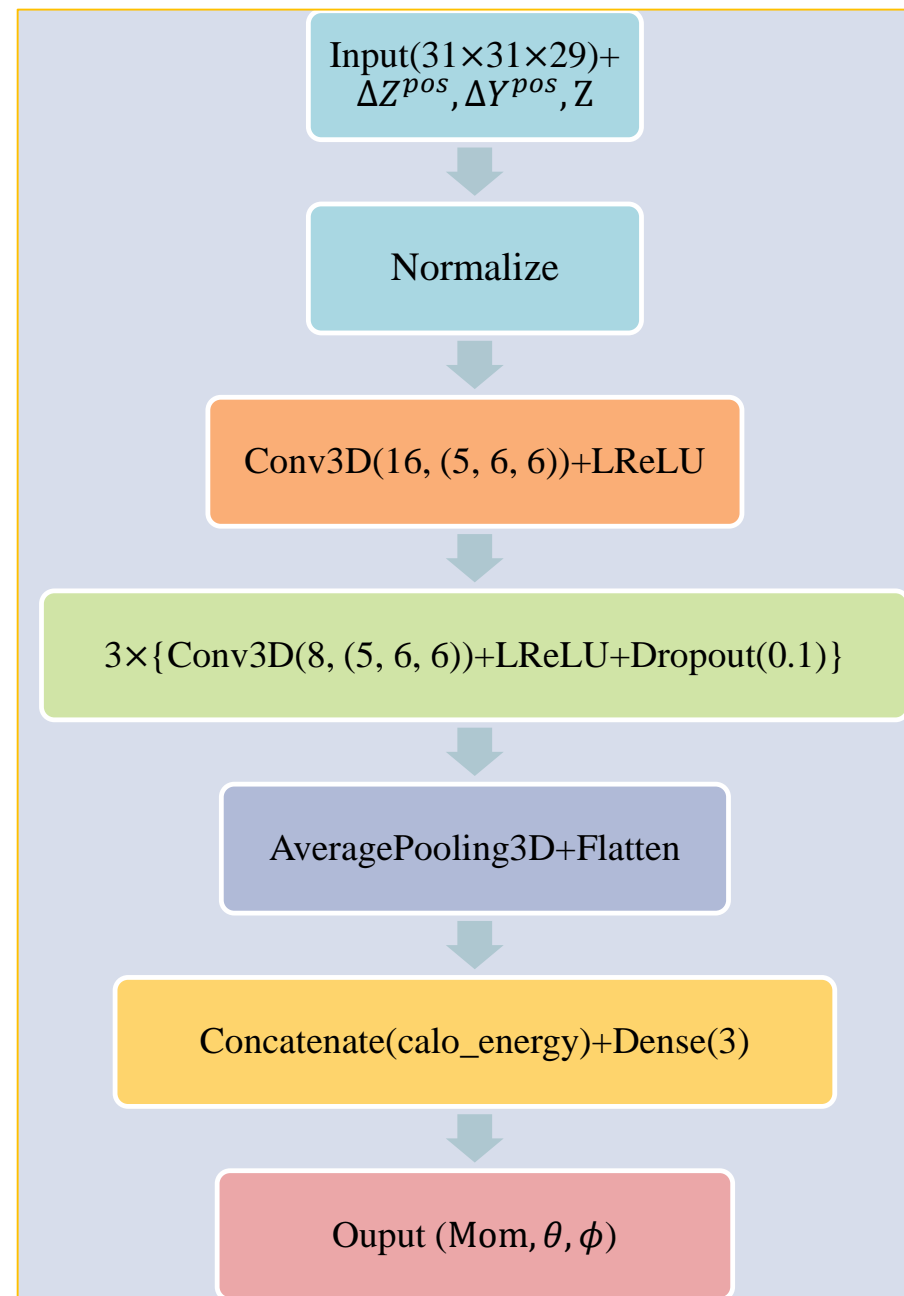 Input(31×31×29)+
ΔZ^{pos}, ΔY^{pos}, Z
Normalize
Conv3D(16, (5, 6, 6))+LReLU
3×{Conv3D(8, (5, 6, 6))+LReLU+Dropout(0.1)}
AveragePooling3D+Flatten
Concatenate(calo_energy)+Dense(3)
Ouput (Mom, θ, ϕ)